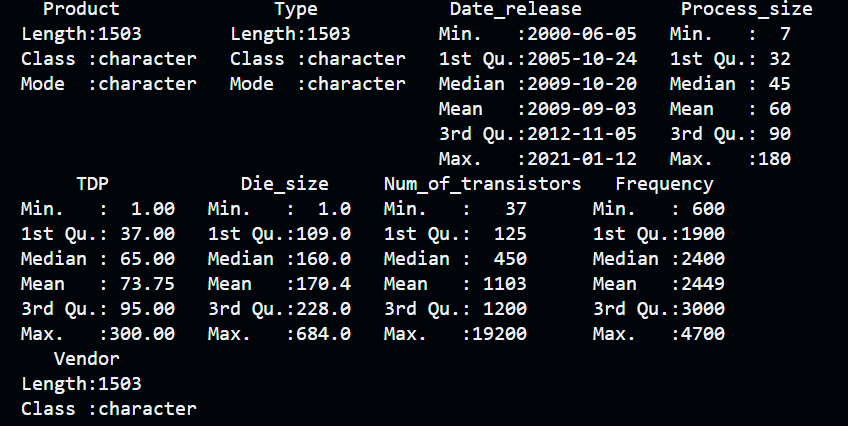 Product               Type             Date_release         Process_size
Length:1503        Length:1503        Min.   :2000-06-05   Min.   :  7
Class :character   Class :character   1st Qu.:2005-10-24   1st Qu.: 32
Mode  :character   Mode  :character   Median :2009-10-20   Median : 45
                                      Mean   :2009-09-03   Mean   : 60
                                      3rd Qu.:2012-11-05   3rd Qu.: 90
                                      Max.   :2021-01-12   Max.   :180
     TDP            Die_size     Num_of_transistors   Frequency
Min.   :  1.00   Min.   :  1.0   Min.   :   37      Min.   : 600
1st Qu.: 37.00   1st Qu.:109.0   1st Qu.:  125      1st Qu.:1900
Median : 65.00   Median :160.0   Median :  450      Median :2400
Mean   : 73.75   Mean   :170.4   Mean   : 1103      Mean   :2449
3rd Qu.: 95.00   3rd Qu.:228.0   3rd Qu.: 1200      3rd Qu.:3000
Max.   :300.00   Max.   :684.0   Max.   :19200      Max.   :4700
   Vendor
Length:1503
Class :character